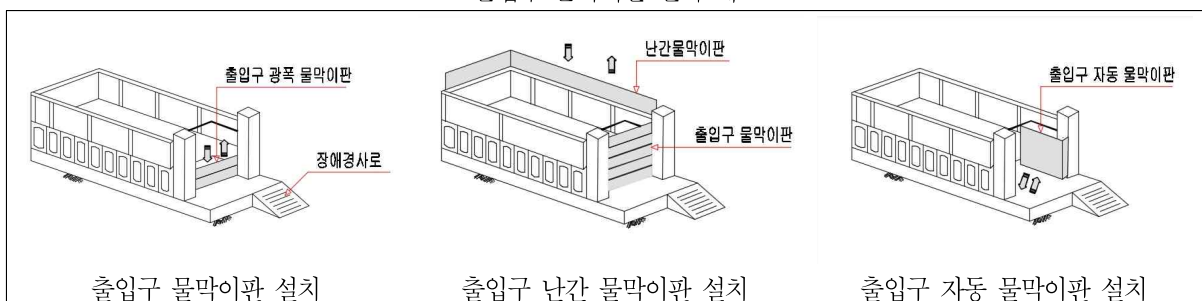 출입구 광폭 물막이판
장애경사로
출입구 물막이판 설치
난간물막이판
출입구 물막이판
출입구 난간 물막이판 설치
출입구 자동 물막이판
출입구 자동 물막이판 설치